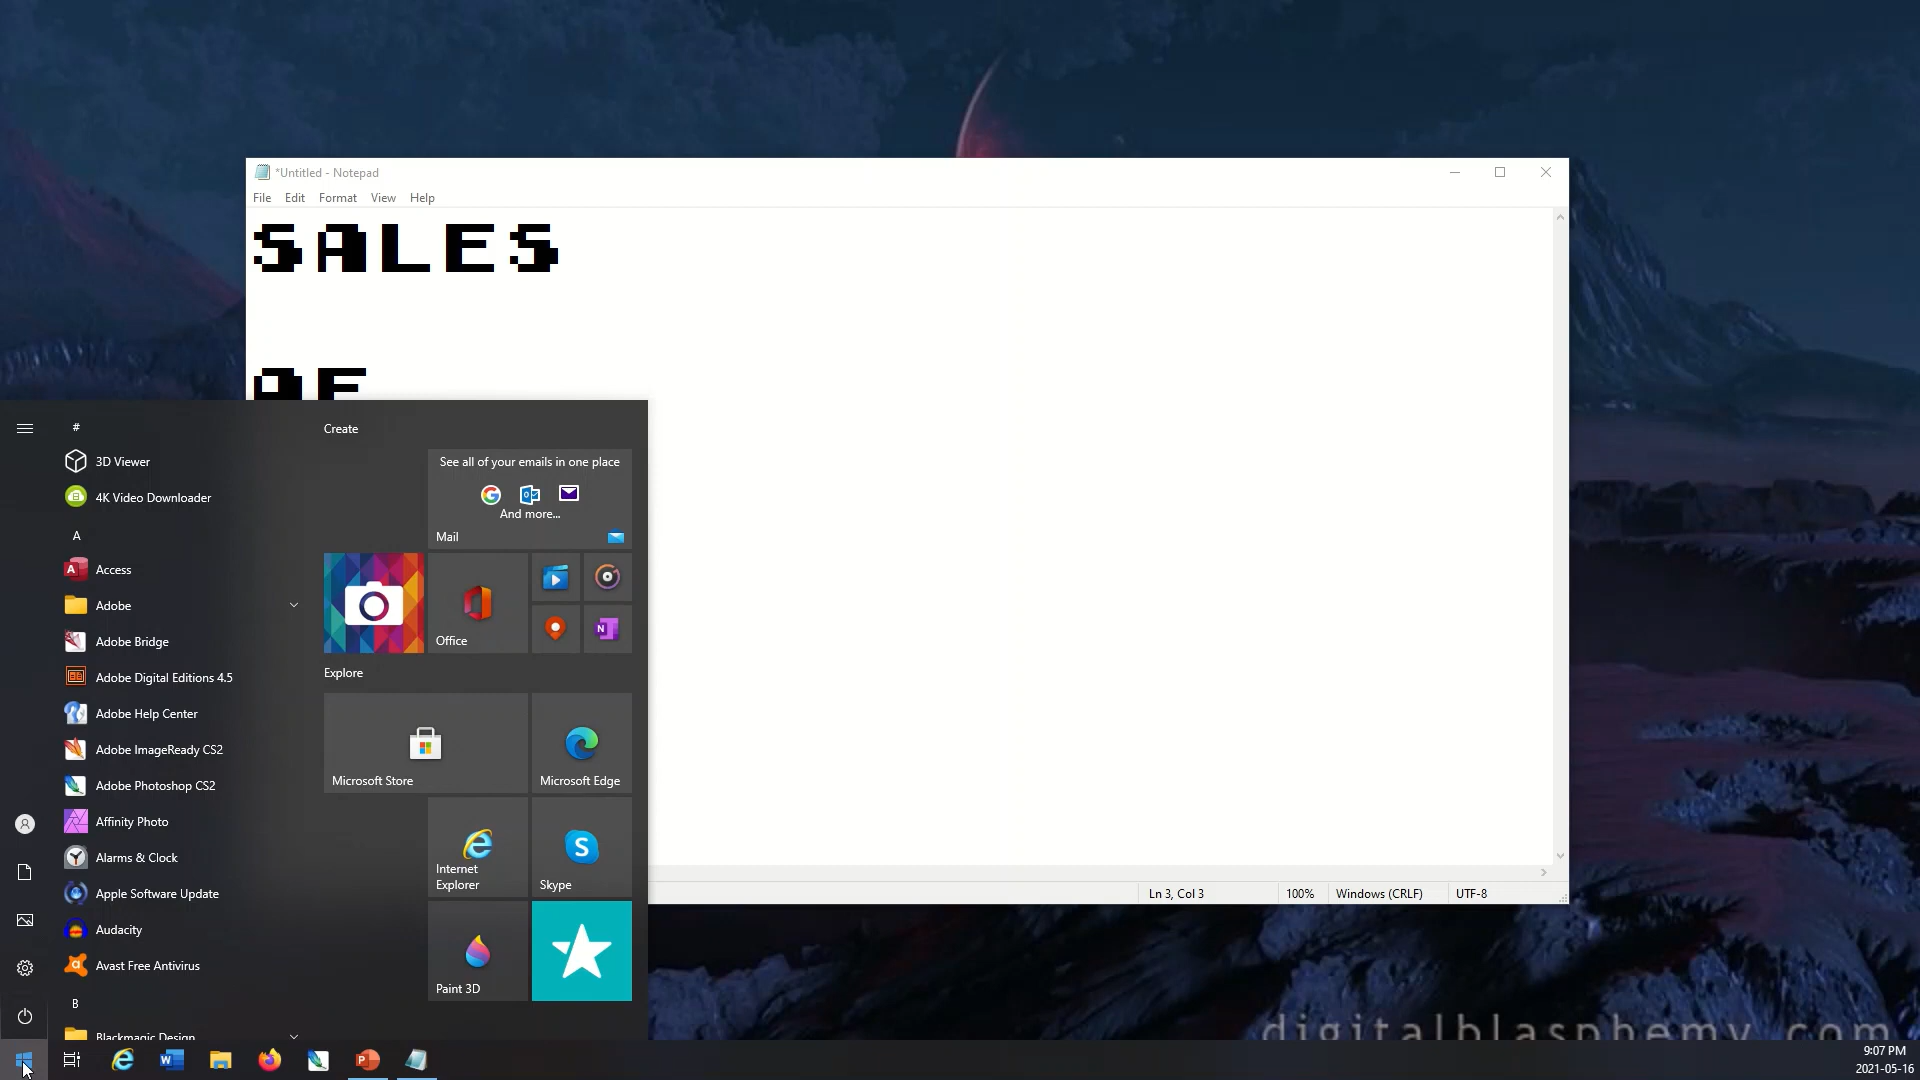 *Untitled - Notepad
File Edit Format View Help
SALES
#
3D Viewer
4K Video Downloader
A
Access
Adobe
Adobe Bridge
Adobe Digital Editions 4.5
Adobe Help Center
Adobe ImageReady CS2
Adobe Photoshop CS2
Affinity Photo
Alarms & Clock
Apple Software Update
Audacity
Avast Free Antivirus
B
Blackmagic Design
Create
See all of your emails in one place
And more...
Mail
Office
Explore
Microsoft Store
Microsoft Edge
Internet
Explorer
Skype
Paint 3D
Ln 3, Col 3
100%
Windows (CRLF)
UTF-8
digitalblasphemy.com
9:07 PM
2021-05-16